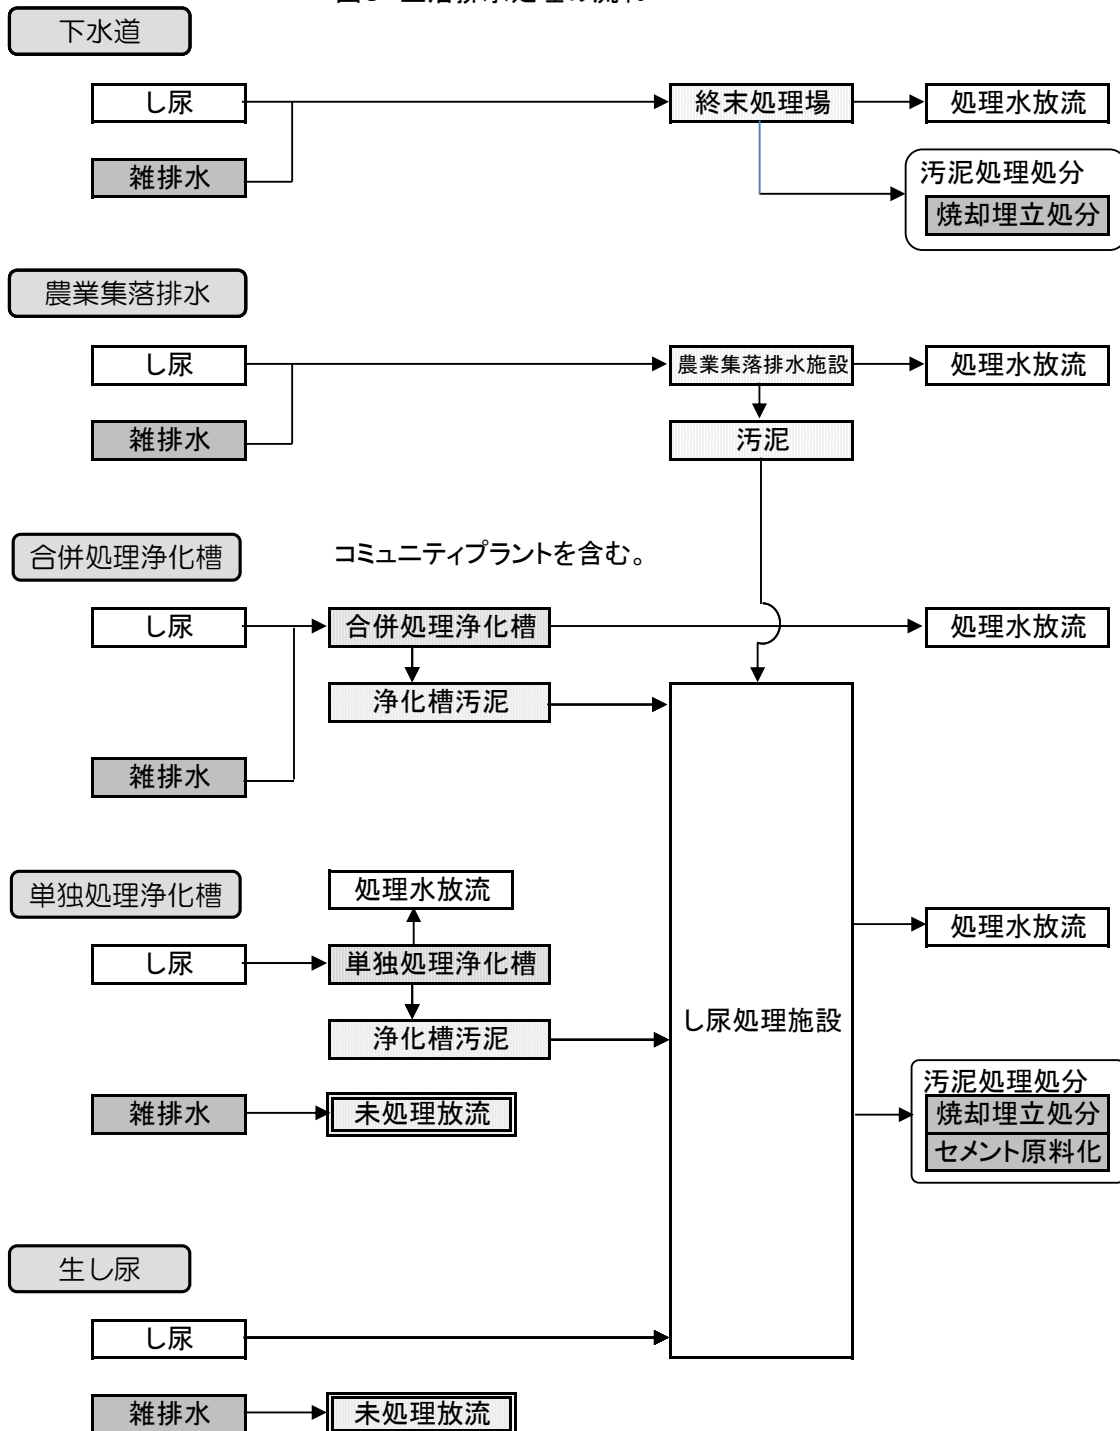 下水道
し尿
終末処理場
処理水放流
雑排水
汚泥処理処分
焼却埋立処分
農業集落排水
し尿
農業集落排水施設
処理水放流
雑排水
汚泥
合併処理浄化槽
コミュニティプラントを含む。
し尿
合併処理浄化槽
処理水放流
浄化槽汚泥
雑排水
単独処理浄化槽
処理水放流
処理水放流
し尿
単独処理浄化槽
し尿処理施設
浄化槽汚泥
汚泥処理処分
雑排水
未処理放流
焼却埋立処分
セメント原料化
生し尿
し尿
雑排水
未処理放流